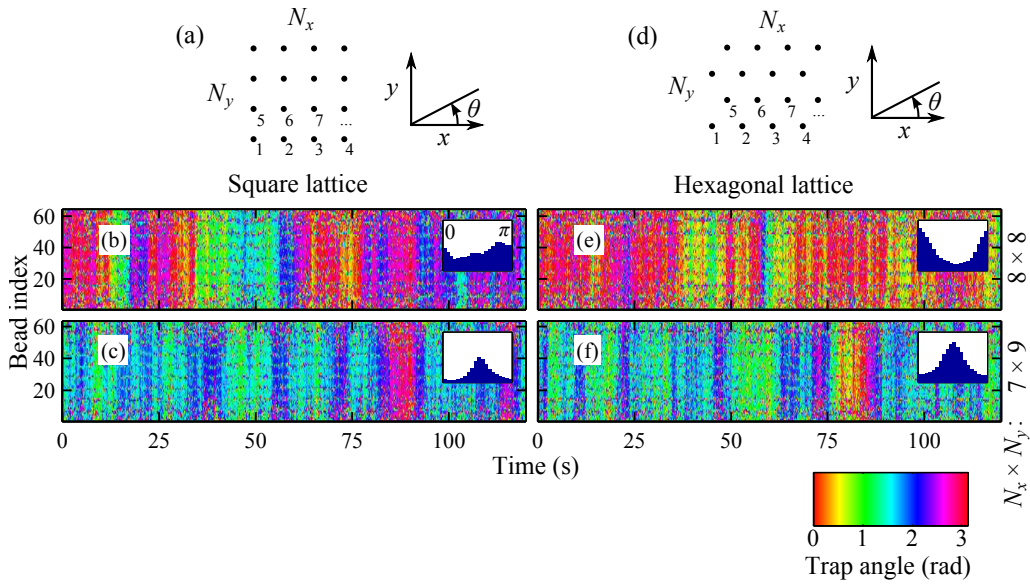 (a)
N_x
N_y
5 6 7 ...
1 2 3 4
y
θ
x
Square lattice
(d)
N_x
N_y
5 6 7 ...
1 2 3 4
y
θ
x
Hexagonal lattice
Bead index
60
40
20
(b)
0 π
(e)
8 × 8
60
40
20
(c)
(f)
N_x × N_y: 7 × 9
0 25 50 75 100
0 25 50 75 100
Time (s)
0 1 2 3
Trap angle (rad)